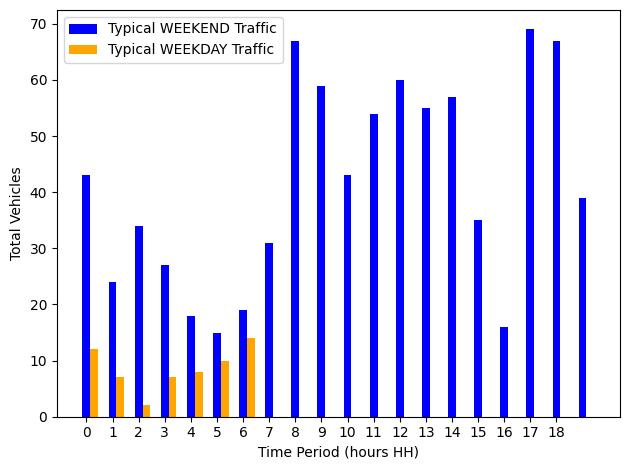 Typical WEEKEND Traffic
Typical WEEKDAY Traffic
70
60
50
40
30
20
10
0
Total Vehicles
0 1 2 3 4 5 6 7 8 9 10 11 12 13 14 15 16 17 18
Time Period (hours HH)